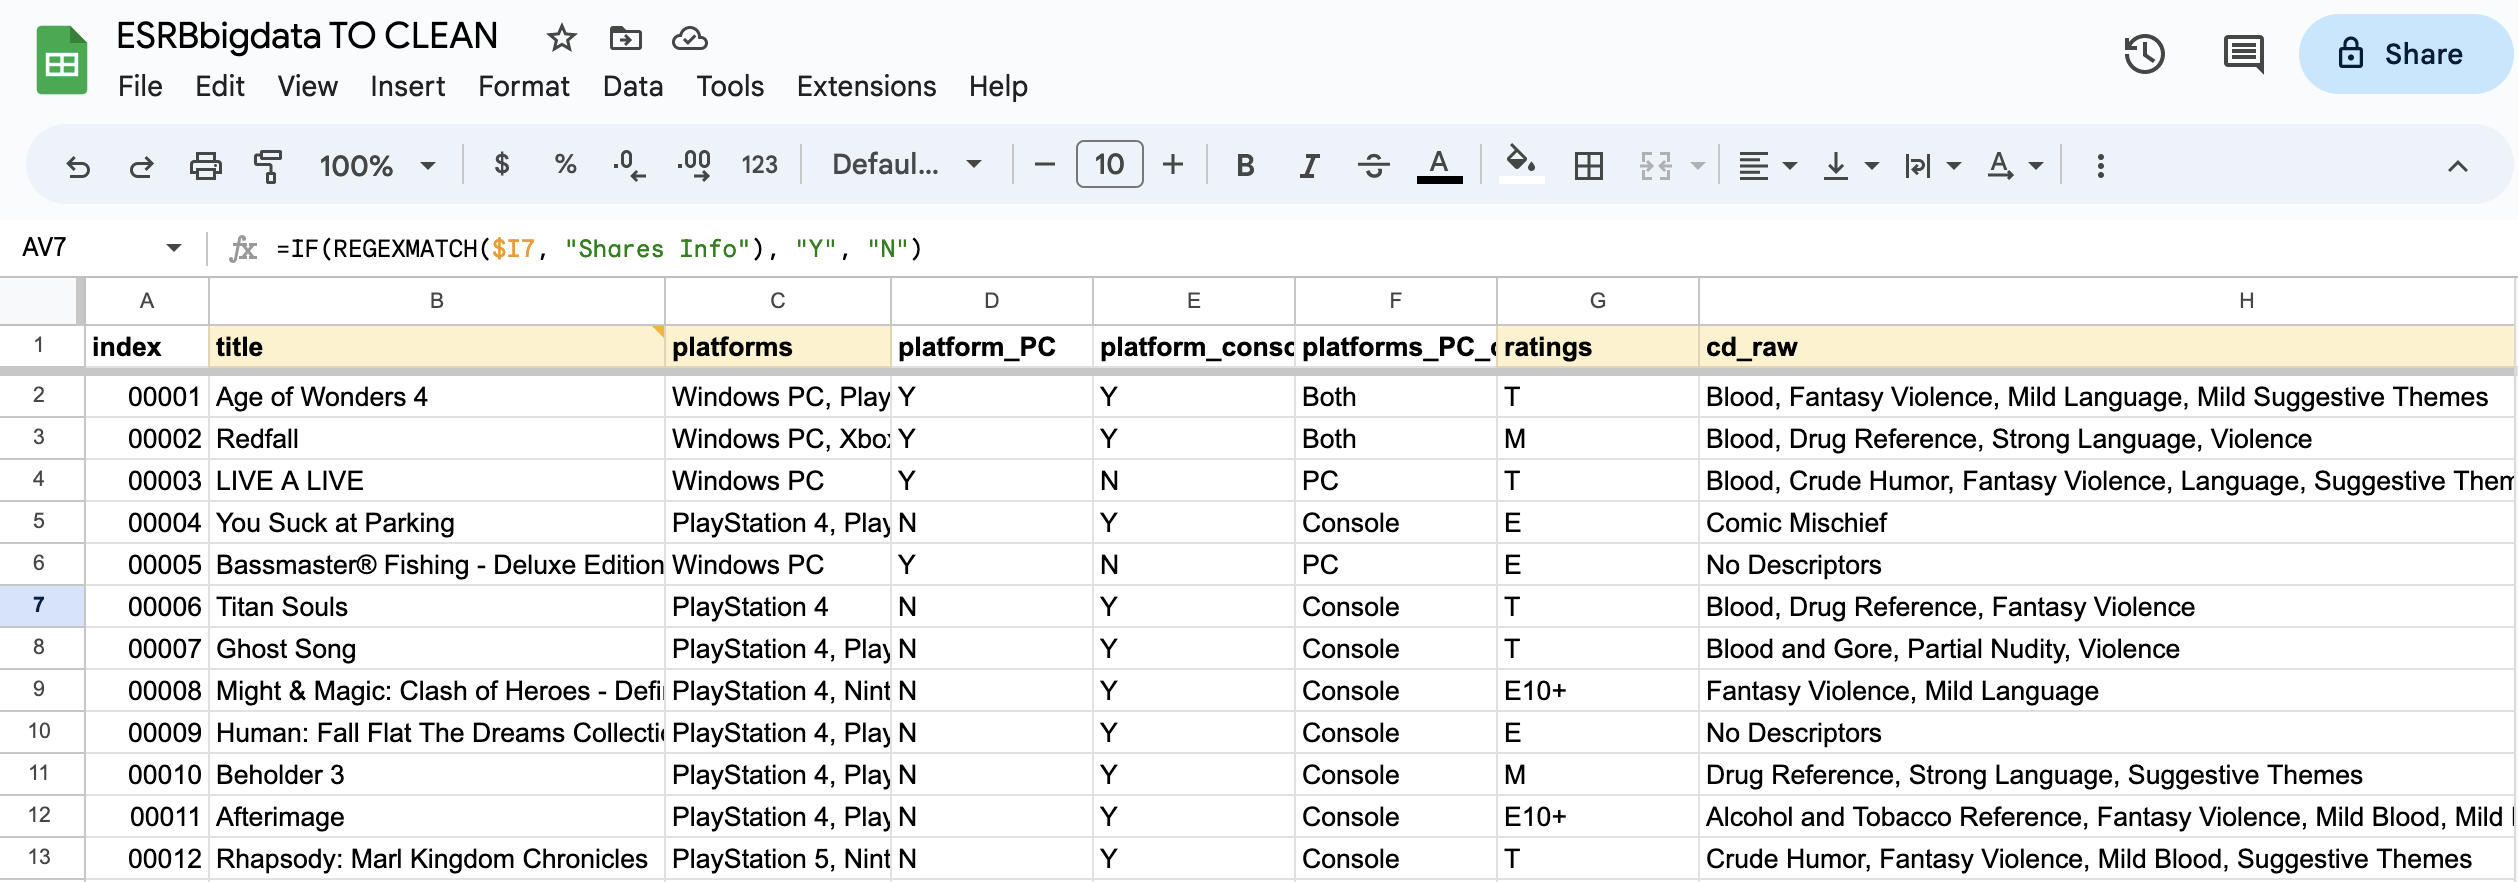 ESRBbigdata TO CLEAN
File Edit View Insert Format Data Tools Extensions Help
Share
100% $ % .0 .00 123 Defaul... − 10 + B I A A
AV7 fx =IF(REGEXMATCH($I7, "Shares Info"), "Y", "N")
A B C D E F G H
1 index title platforms platform_PC platform_consc platforms_PC_ ratings cd_raw
2 00001 Age of Wonders 4 Windows PC, Play Y Y Both T Blood, Fantasy Violence, Mild Language, Mild Suggestive Themes
3 00002 Redfall Windows PC, Xbox Y Y Both M Blood, Drug Reference, Strong Language, Violence
4 00003 LIVE A LIVE Windows PC Y N PC T Blood, Crude Humor, Fantasy Violence, Language, Suggestive Them
5 00004 You Suck at Parking PlayStation 4, Play N Y Console E Comic Mischief
6 00005 Bassmaster® Fishing - Deluxe Edition Windows PC Y N PC E No Descriptors
7 00006 Titan Souls PlayStation 4 N Y Console T Blood, Drug Reference, Fantasy Violence
8 00007 Ghost Song PlayStation 4, Play N Y Console T Blood and Gore, Partial Nudity, Violence
9 00008 Might & Magic: Clash of Heroes - Defi PlayStation 4, Nint N Y Console E10+ Fantasy Violence, Mild Language
10 00009 Human: Fall Flat The Dreams Collecti PlayStation 4, Play N Y Console E No Descriptors
11 00010 Beholder 3 PlayStation 4, Play N Y Console M Drug Reference, Strong Language, Suggestive Themes
12 00011 Afterimage PlayStation 4, Play N Y Console E10+ Alcohol and Tobacco Reference, Fantasy Violence, Mild Blood, Mild
13 00012 Rhapsody: Marl Kingdom Chronicles PlayStation 5, Nint N Y Console T Crude Humor, Fantasy Violence, Mild Blood, Suggestive Themes